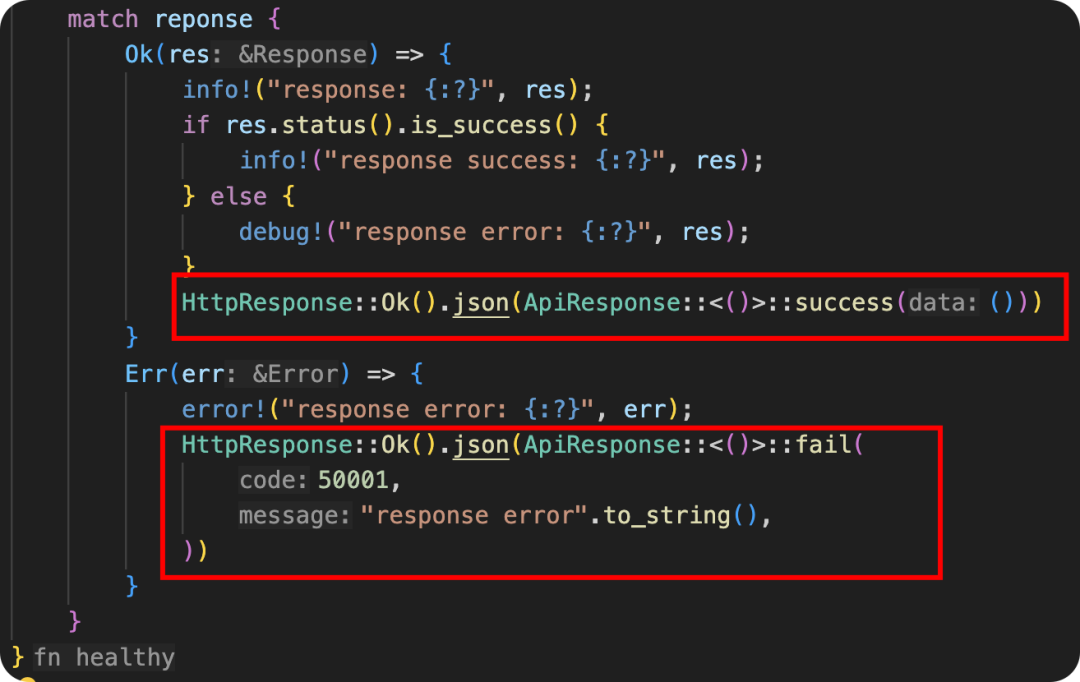 match reponse {
Ok(res: &Response) => {
info!("response: {:?}", res);
if res.status().is_success() {
info!("response success: {:?}", res);
} else {
debug!("response error: {:?}", res);
}
HttpResponse::Ok().json(ApiResponse::<()>::success(data: ()))
}
Err(err: &Error) => {
error!("response error: {:?}", err);
HttpResponse::Ok().json(ApiResponse::<()>::fail(
code: 50001,
message: "response error".to_string(),
))
}
}
} fn healthy